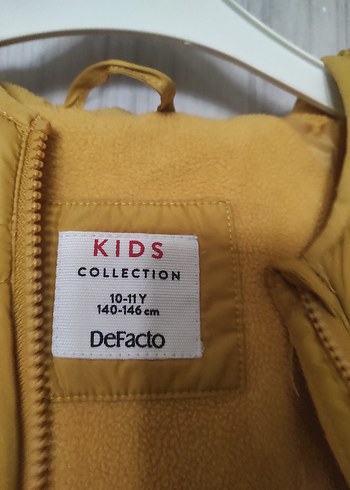 KIDS
COLLECTION
10-11 Y
140-146 cm
DeFacto